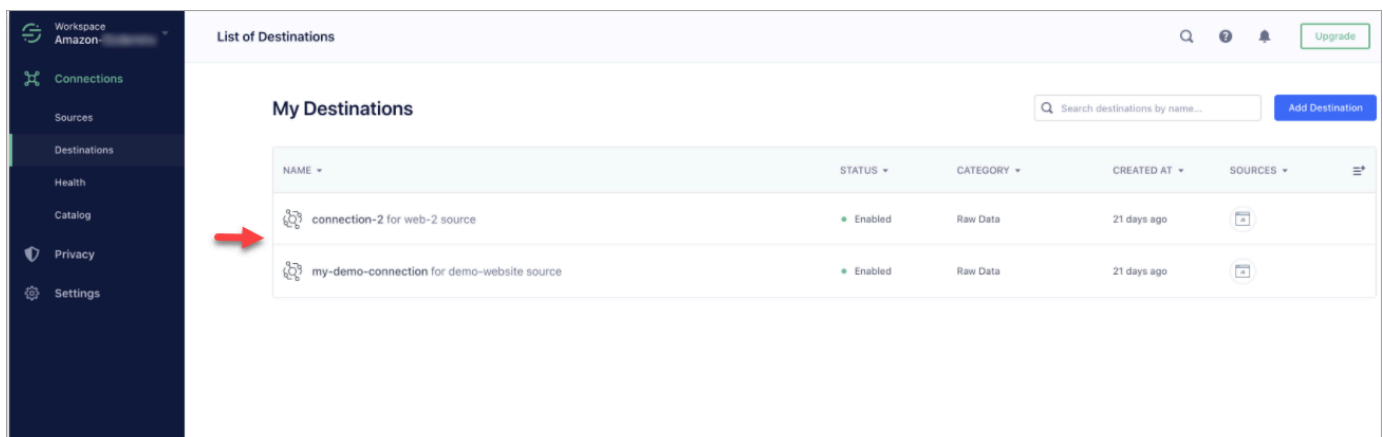 Workspace
Amazon-
Connections
Sources
Destinations
Health
Catalog
Privacy
Settings
List of Destinations
Upgrade
My Destinations
Search destinations by name...
Add Destination
NAME STATUS CATEGORY CREATED AT SOURCES
connection-2 for web-2 source Enabled Raw Data 21 days ago
my-demo-connection for demo-website source Enabled Raw Data 21 days ago